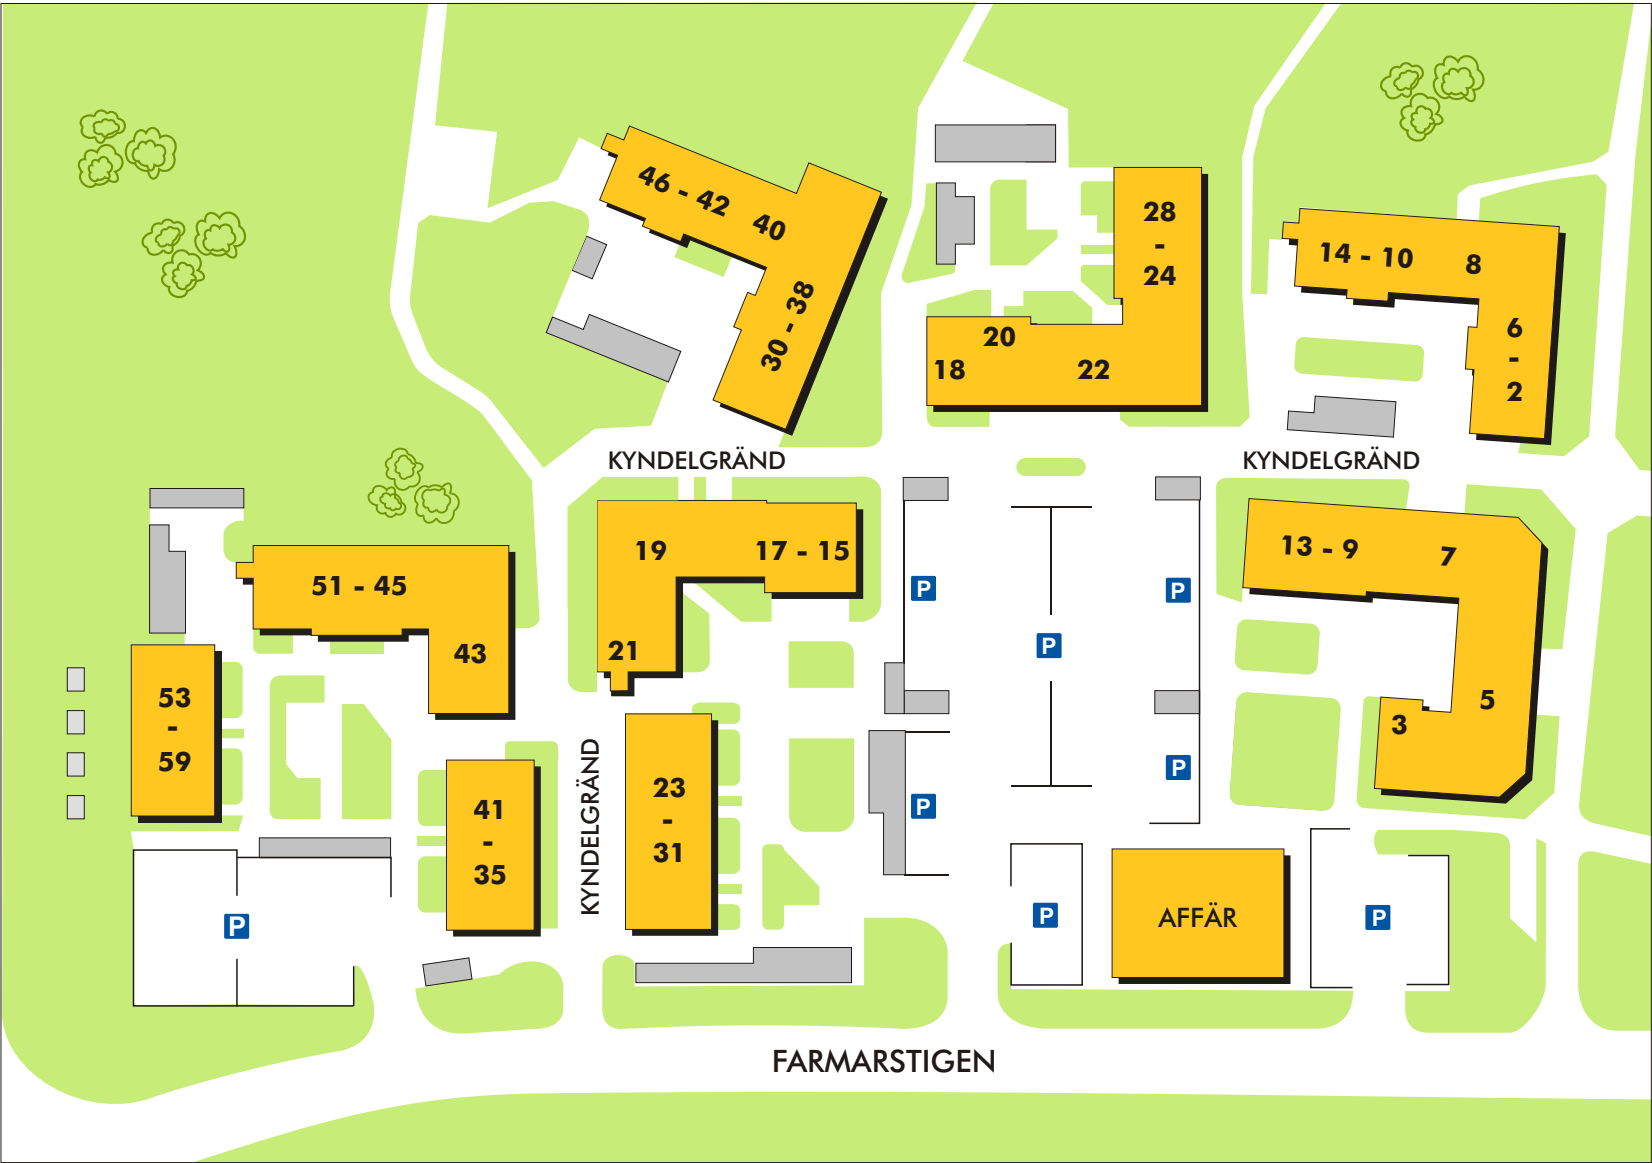 46 - 42
40
30 - 38
28
-
24
20
18
22
14 - 10
8
6
-
2
KYNDELGRÄND
KYNDELGRÄND
19
17 - 15
21
13 - 9
7
5
3
51 - 45
43
53
-
59
41
-
35
KYNDELGRÄND
23
-
31
P
P
P
P
P
P
P
P
AFFÄR
FARMARSTIGEN